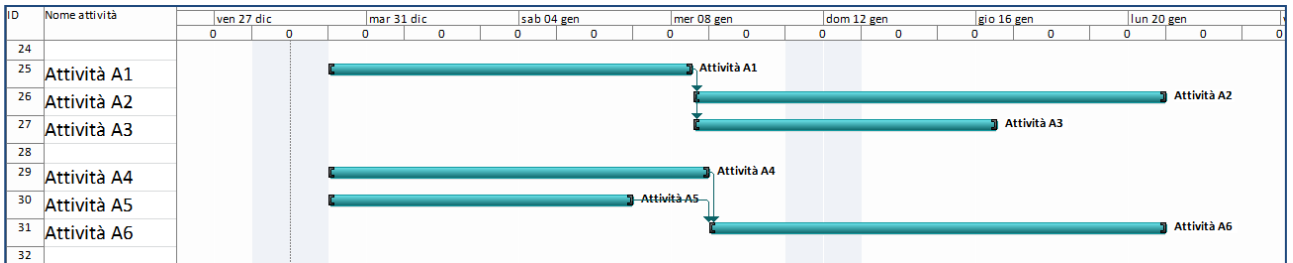 ID Nome attività ven 27 dic mar 31 dic sab 04 gen mer 08 gen dom 12 gen gio 16 gen lun 20 gen
0 0 0 0 0 0 0 0 0 0 0 0 0 0 0
24
25 Attività A1 Attività A1
26 Attività A2 Attività A2
27 Attività A3 Attività A3
28
29 Attività A4 Attività A4
30 Attività A5 Attività A5
31 Attività A6 Attività A6
32